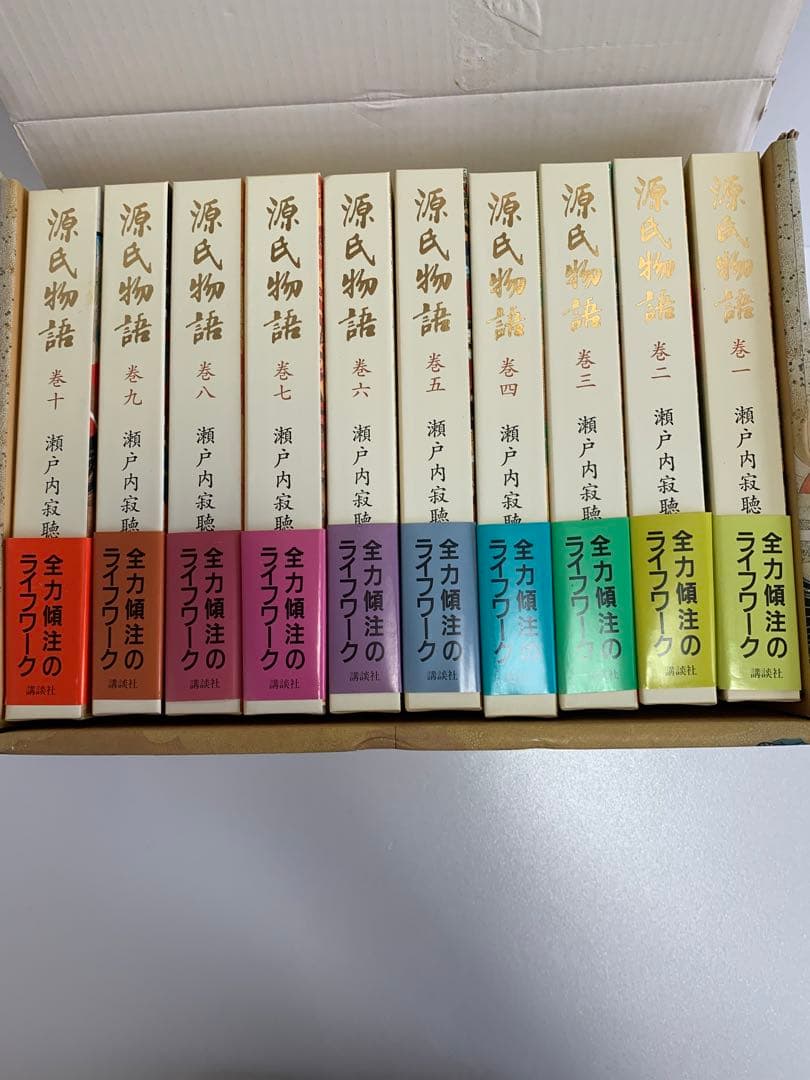 源氏物語 巻一 瀬戸内寂聴
全力傾注の
ライフワーク
講談社
源氏物語 巻二 瀬戸内寂聴
全力傾注の
ライフワーク
講談社
源氏物語 巻三 瀬戸内寂聴
全力傾注の
ライフワーク
講談社
源氏物語 巻四 瀬戸内寂聴
全力傾注の
ライフワーク
講談社
源氏物語 巻五 瀬戸内寂聴
全力傾注の
ライフワーク
講談社
源氏物語 巻六 瀬戸内寂聴
全力傾注の
ライフワーク
講談社
源氏物語 巻七 瀬戸内寂聴
全力傾注の
ライフワーク
講談社
源氏物語 巻八 瀬戸内寂聴
全力傾注の
ライフワーク
講談社
源氏物語 巻九 瀬戸内寂聴
全力傾注の
ライフワーク
講談社
源氏物語 巻十 瀬戸内寂聴
全力傾注の
ライフワーク
講談社